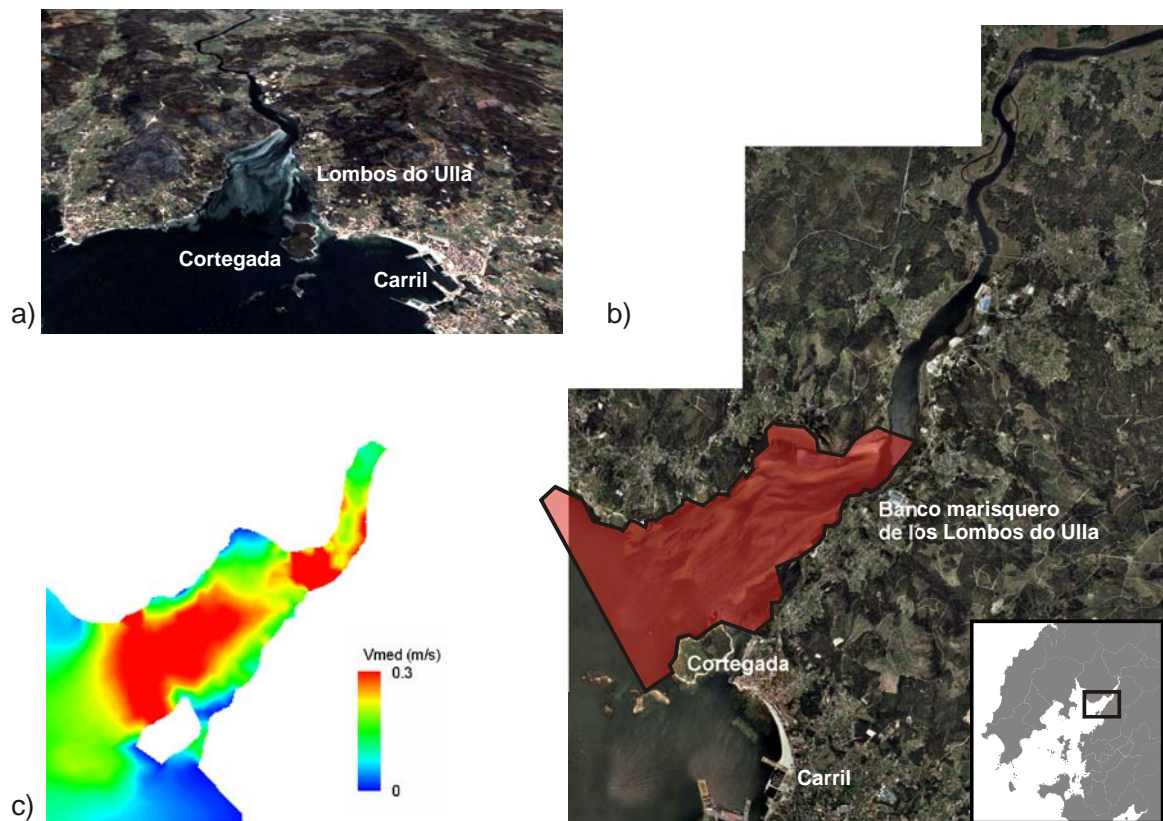 Lombos do Ulla
Cortegada
Carril
a)
b)
Banco marisquero
de los Lombos do Ulla
Cortegada
Carril
Vmed (m/s)
0.3
0
c)